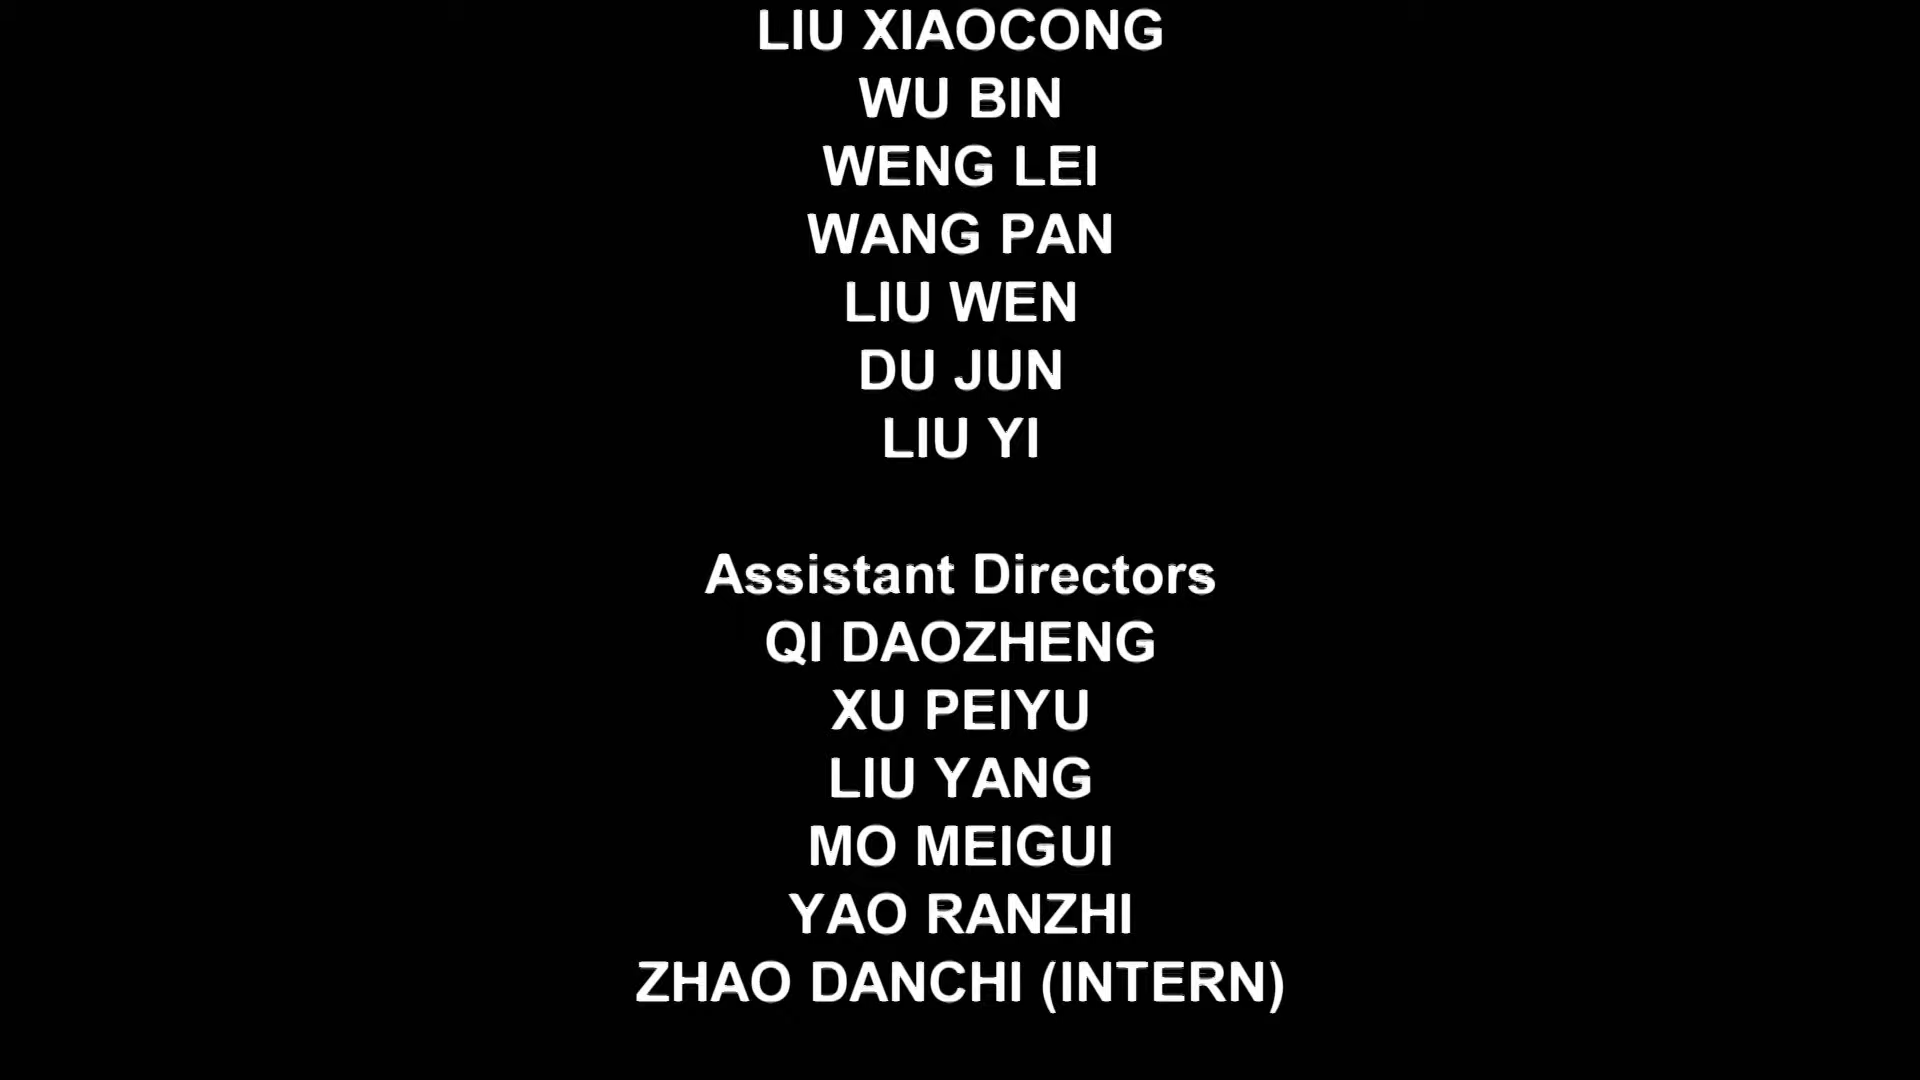 LIU XIAOCONG
WU BIN
WENG LEI
WANG PAN
LIU WEN
DU JUN
LIU YI
Assistant Directors
QI DAOZHENG
XU PEIYU
LIU YANG
MO MEIGUI
YAO RANZHI
ZHAO DANCHI (INTERN)